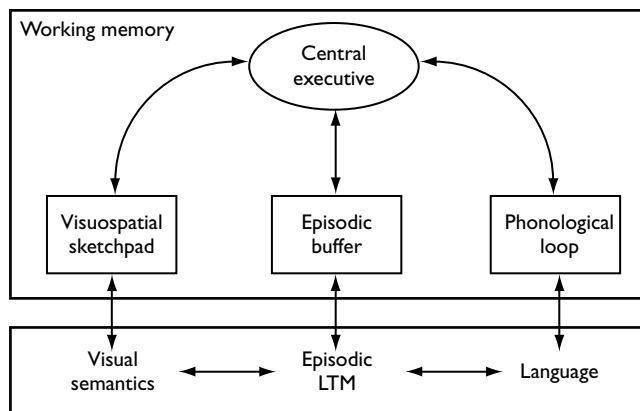 Working memory
Central
executive
Visuospatial
sketchpad
Episodic
buffer
Phonological
loop
Visual
semantics
Episodic
LTM
Language